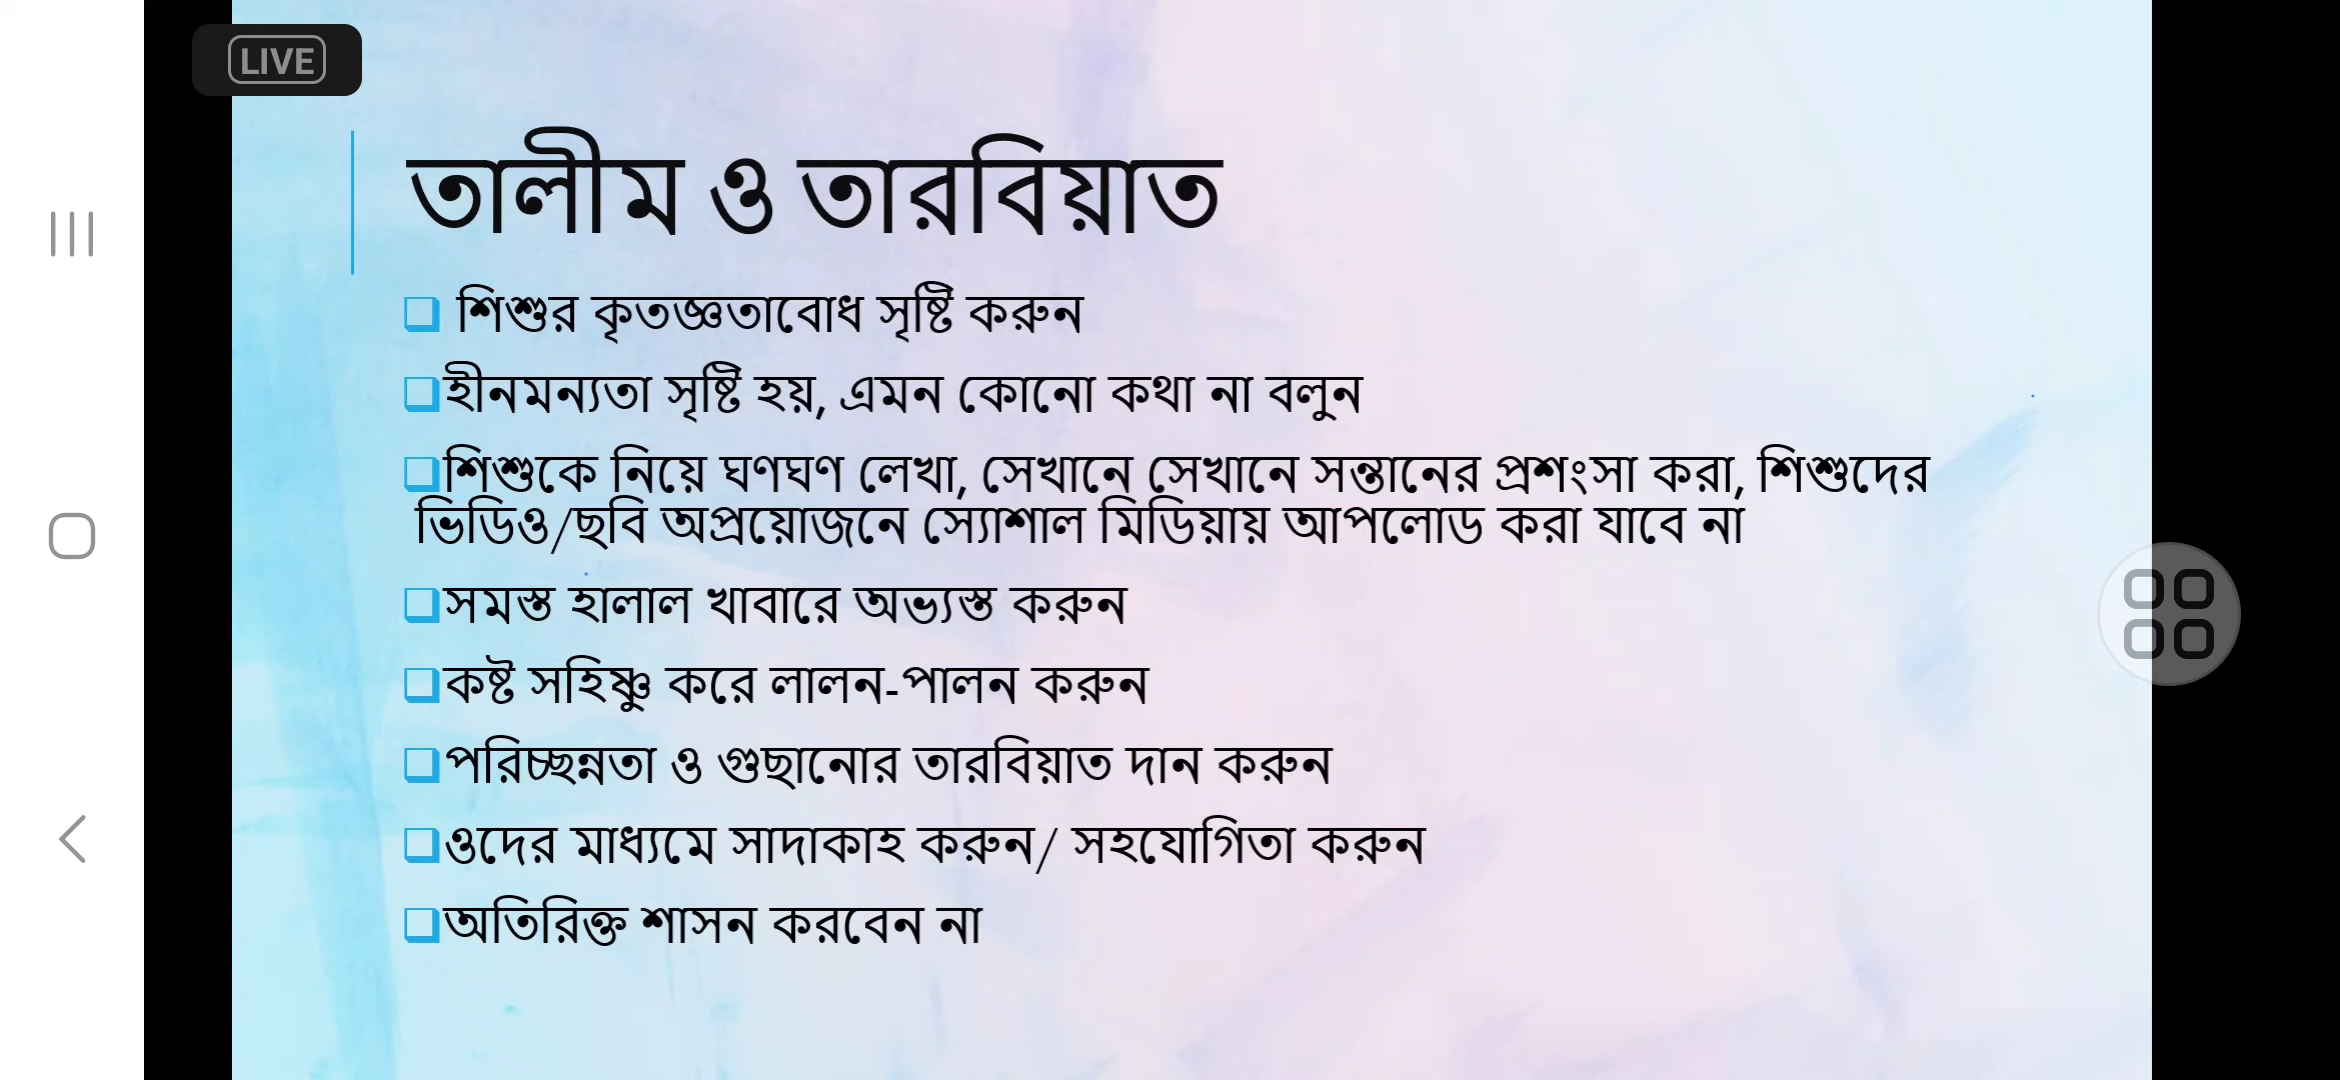 LIVE
তালীম ও তারবিয়াত
❑ শিশুর কৃতজ্ঞতাবোধ সৃষ্টি করুন
❑হীনমন্যতা সৃষ্টি হয়, এমন কোনো কথা না বলুন
❑শিশুকে নিয়ে ঘণঘণ লেখা, সেখানে সেখানে সন্তানের প্রশংসা করা, শিশুদের
ভিডিও/ছবি অপ্রয়োজনে স্যোশাল মিডিয়ায় আপলোড করা যাবে না
❑সমস্ত হালাল খাবারে অভ্যস্ত করুন
❑কষ্ট সহিষ্ণু করে লালন-পালন করুন
❑পরিচ্ছন্নতা ও গুছানোর তারবিয়াত দান করুন
❑ওদের মাধ্যমে সাদাকাহ করুন/ সহযোগিতা করুন
❑অতিরিক্ত শাসন করবেন না